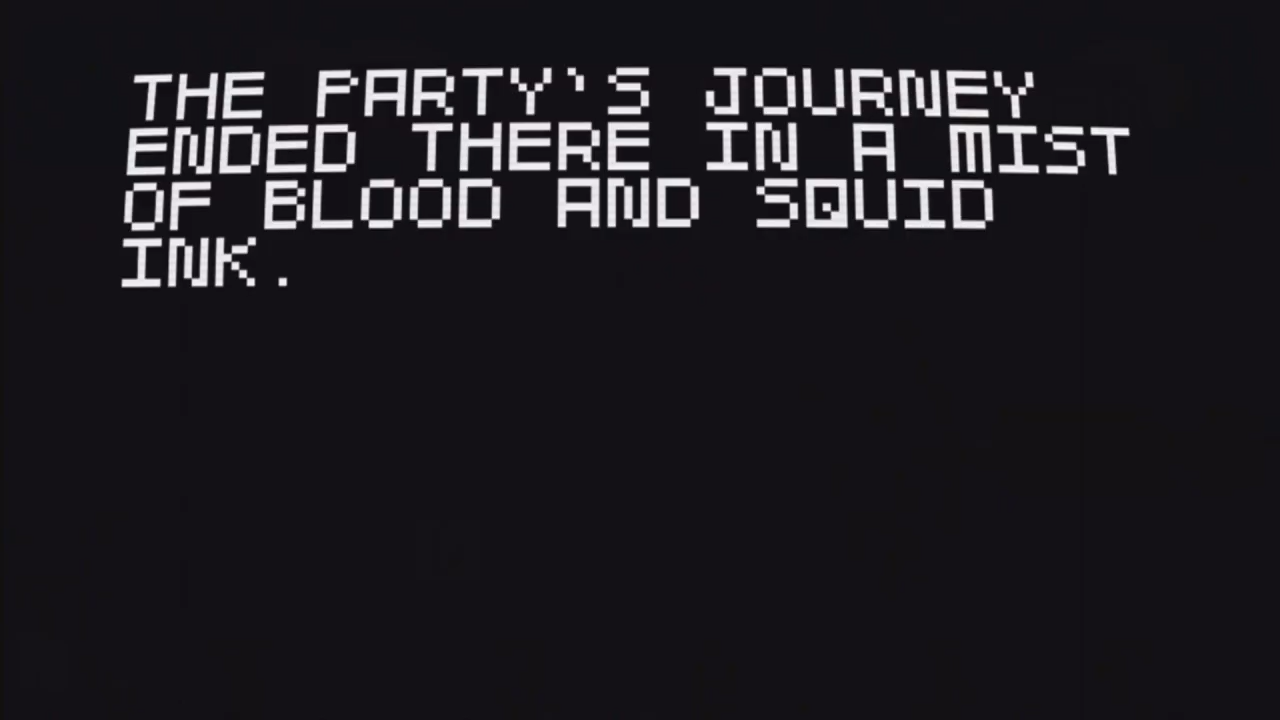 THE PARTY'S JOURNEY
ENDED THERE IN A MIST
OF BLOOD AND SQUID
INK.